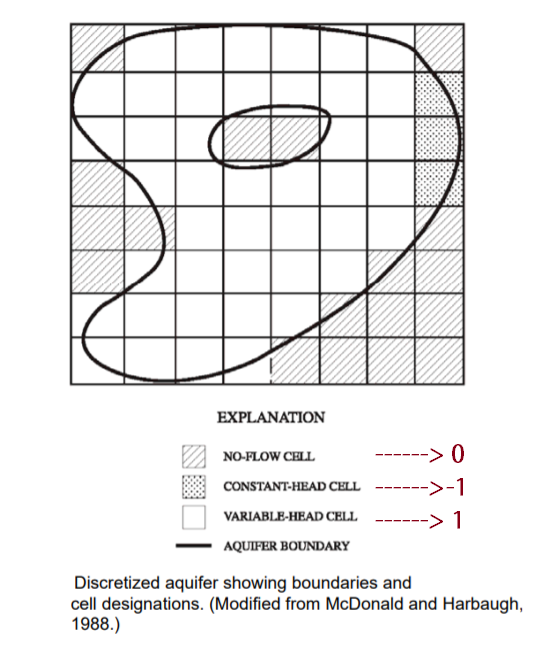 EXPLANATION
NO-FLOW CELL ------> 0
CONSTANT-HEAD CELL ------>-1
VARIABLE-HEAD CELL ------> 1
AQUIFER BOUNDARY
Discretized aquifer showing boundaries and
cell designations. (Modified from McDonald and Harbaugh,
1988.)